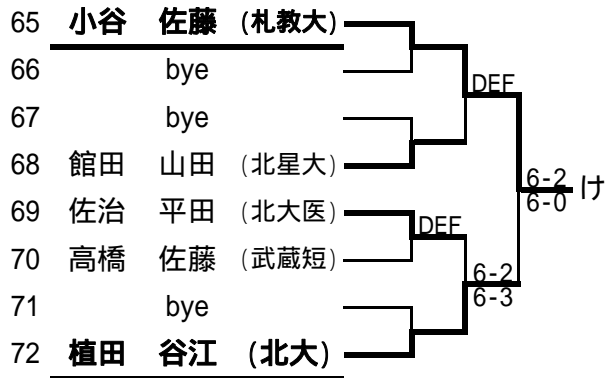 65 小谷 佐藤 (札教大)
66 bye
DEF
67 bye
68 館田 山田 (北星大)
6-2
6-0
け
69 佐治 平田 (北大医)
DEF
70 高橋 佐藤 (武蔵短)
6-2
6-3
71 bye
72 植田 谷江 (北大)